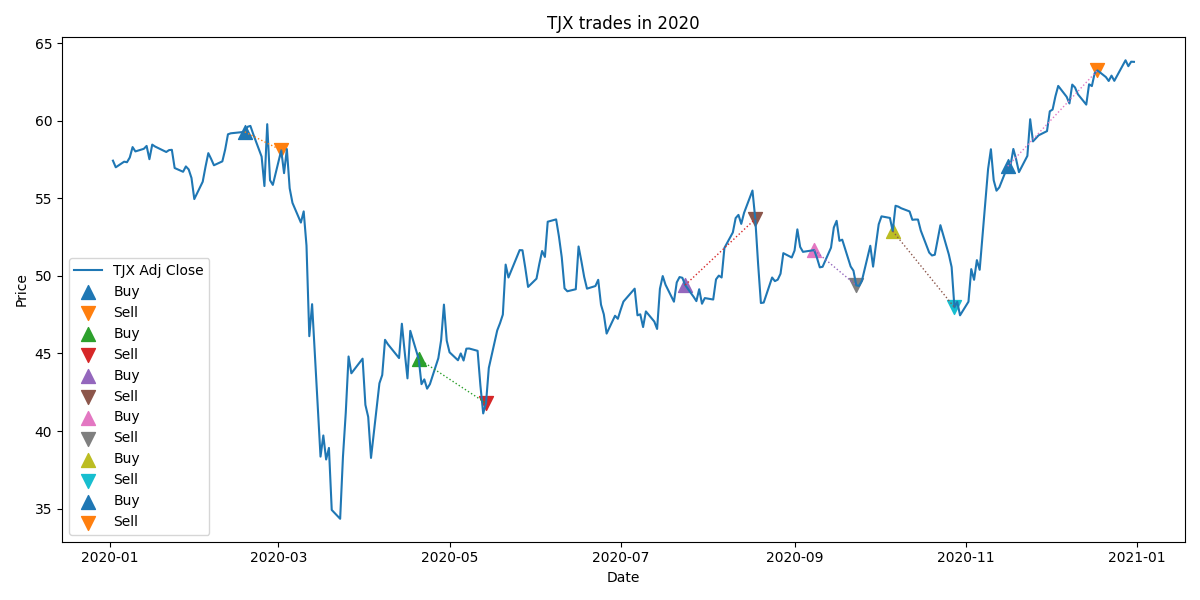 TJX trades in 2020
Price
65
60
55
50
45
40
35
TJX Adj Close
Buy
Sell
Buy
Sell
Buy
Sell
Buy
Sell
Buy
Sell
Buy
Sell
2020-01
2020-03
2020-05
2020-07
2020-09
2020-11
2021-01
Date